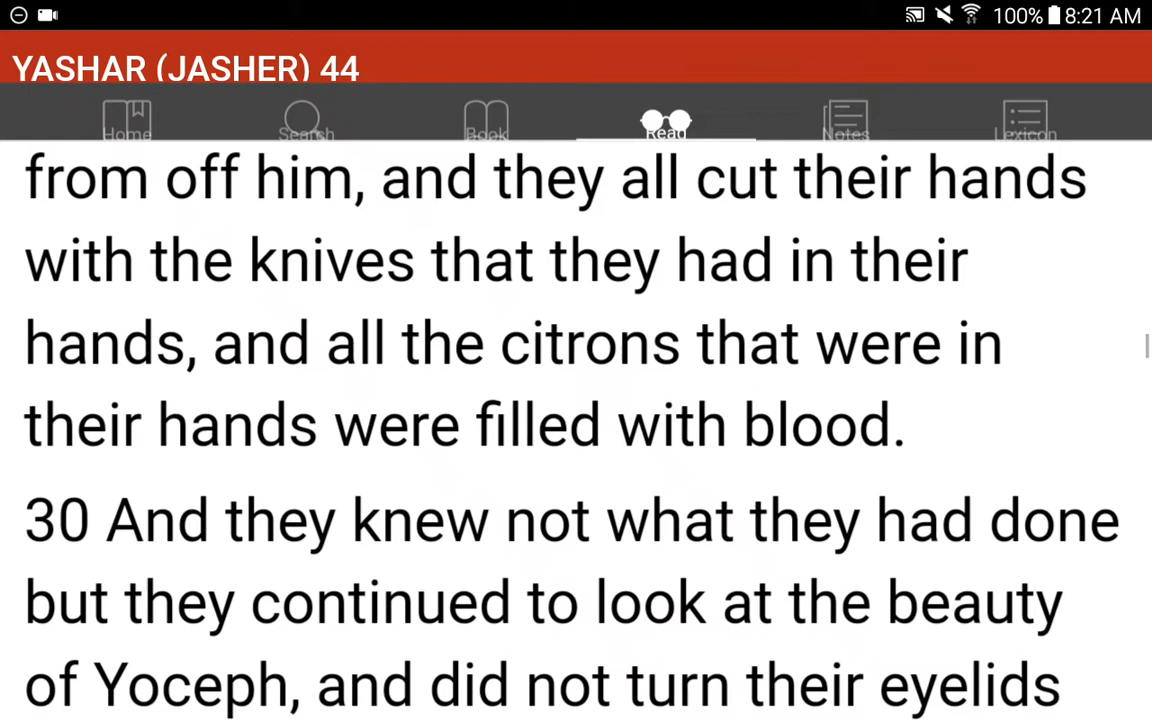 100% 8:21 AM
YASHAR (JASHER) 44
Home Search Book Read Notes Lexicon
from off him, and they all cut their hands
with the knives that they had in their
hands, and all the citrons that were in
their hands were filled with blood.
30 And they knew not what they had done
but they continued to look at the beauty
of Yoceph, and did not turn their eyelids